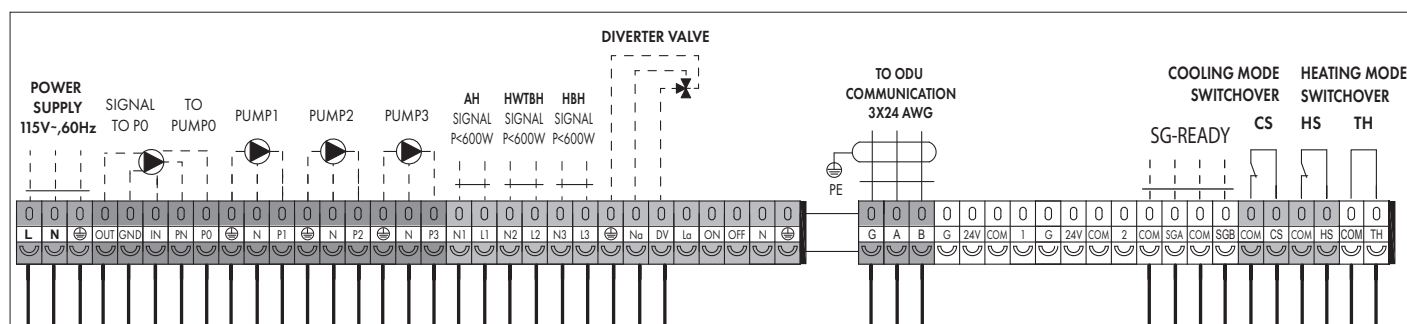 DIVERTER VALVE
POWER
SUPPLY
115V~,60Hz
SIGNAL
TO P0
TO
PUMP0
PUMP1
PUMP2
PUMP3
AH
SIGNAL
P<600W
HWTBH
SIGNAL
P<600W
HBH
SIGNAL
P<600W
TO ODU
COMMUNICATION
3X24 AWG
PE
SG-READY
COOLING MODE
SWITCHOVER
CS
HEATING MODE
SWITCHOVER
HS TH
0 0 0 0 0 0 0 0 0 0 0 0 0 0 0 0 0 0 0 0 0 0 0 0 0 0 0 0 0 0 0 0 0 0 0 0 0 0 0 0 0 0 0 0 0 0 0 0 0 0 0 0
L N OUT GND IN PN P0 N P1 N P2 N P3 N1 L1 N2 L2 N3 L3 Na DV La ON OFF N G A B G 24V COM 1 G 24V COM 2 COM SGA COM SGB COM CS COM HS COM TH